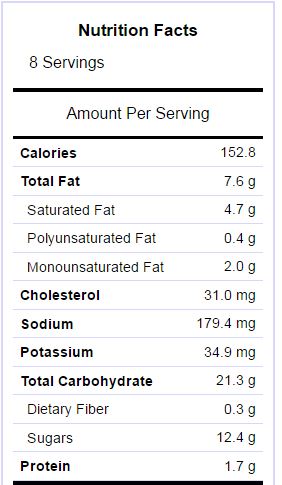 Nutrition Facts
8 Servings
Amount Per Serving
Calories 152.8
Total Fat 7.6 g
Saturated Fat 4.7 g
Polyunsaturated Fat 0.4 g
Monounsaturated Fat 2.0 g
Cholesterol 31.0 mg
Sodium 179.4 mg
Potassium 34.9 mg
Total Carbohydrate 21.3 g
Dietary Fiber 0.3 g
Sugars 12.4 g
Protein 1.7 g